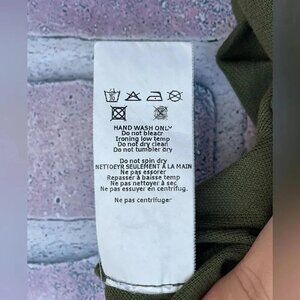 HAND WASH ONLY
Do not bleacr
Ironing low temp
Do not dry clean
Do not tumbler dry
Do not spin dry
NETTOEYR SEULEMENT À LA MAIN
Ne pas essorer
Repasser à baisse temp
Ne pas nettoyer à sec
Ne pas essuyer en centrifug.
Ne pas centrifuger